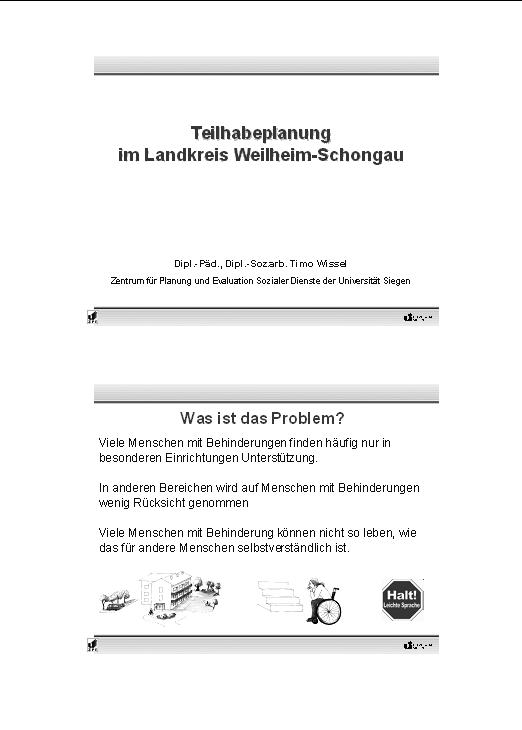 Teilhabeplanung
im Landkreis Weilheim-Schongau
Dipl.-Päd., Dipl.-Soz.arb. Timo Wissel
Zentrum für Planung und Evaluation Sozialer Dienste der Universität Siegen
Was ist das Problem?
Viele Menschen mit Behinderungen finden häufig nur in
besonderen Einrichtungen Unterstützung.
In anderen Bereichen wird auf Menschen mit Behinderungen
wenig Rücksicht genommen
Viele Menschen mit Behinderung können nicht so leben, wie
das für andere Menschen selbstverständlich ist.
Halt!
Leichte Sprache